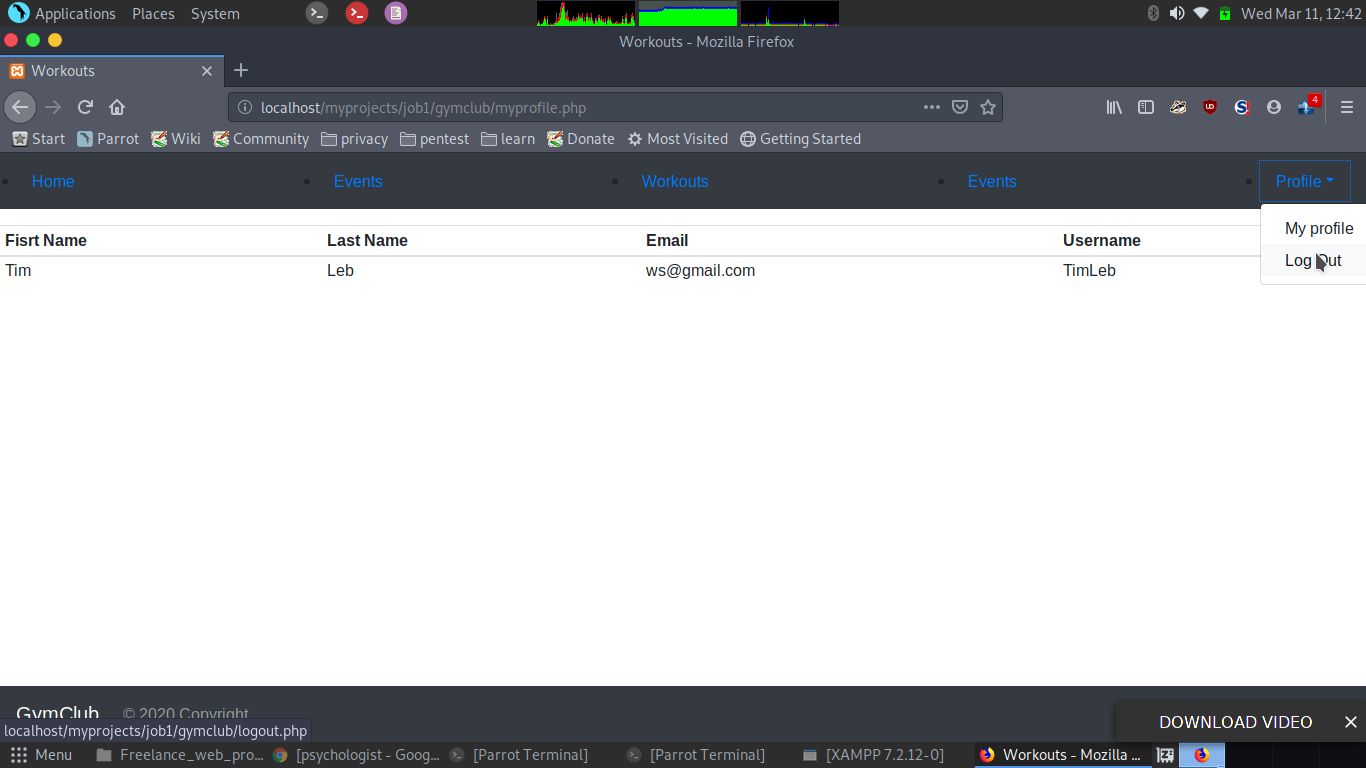 Applications Places System Wed Mar 11, 12:42
Workouts - Mozilla Firefox
Workouts
localhost/myprojects/job1/gymclub/myprofile.php
4
Start Parrot Wiki Community privacy pentest learn Donate Most Visited Getting Started
Home Events Workouts Events Profile
My profile
Log Out
Fisrt Name Last Name Email Username
Tim Leb ws@gmail.com TimLeb
GymClub © 2020 Copyright
localhost/myprojects/job1/gymclub/logout.php
DOWNLOAD VIDEO
Menu Freelance_web_pro... [psychologist - Goog... [Parrot Terminal] [Parrot Terminal] [XAMPP 7.2.12-0] Workouts - Mozilla ...